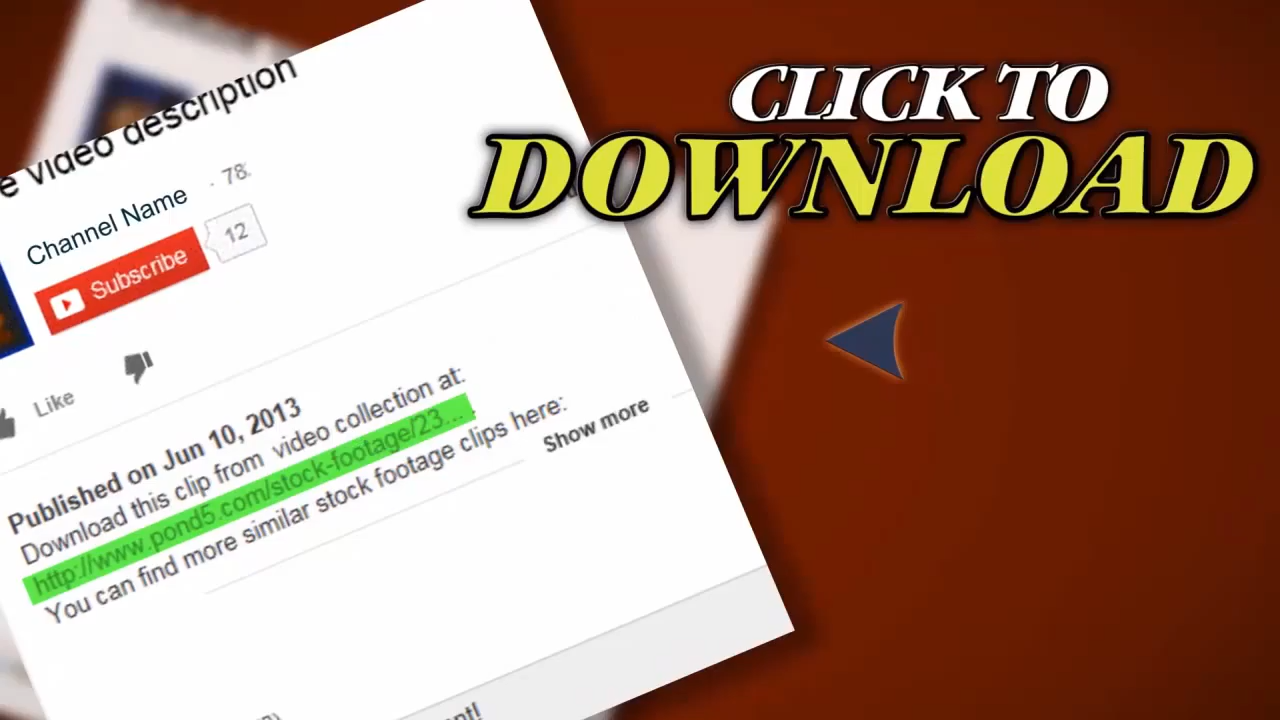 CLICK TO
DOWNLOAD
e video description
Channel Name
78
Subscribe
12
Like
Published on Jun 10, 2013
Download this clip from video collection at:
http://www.pond5.com/stock-footage/23...
You can find more similar stock footage clips here:
Show more